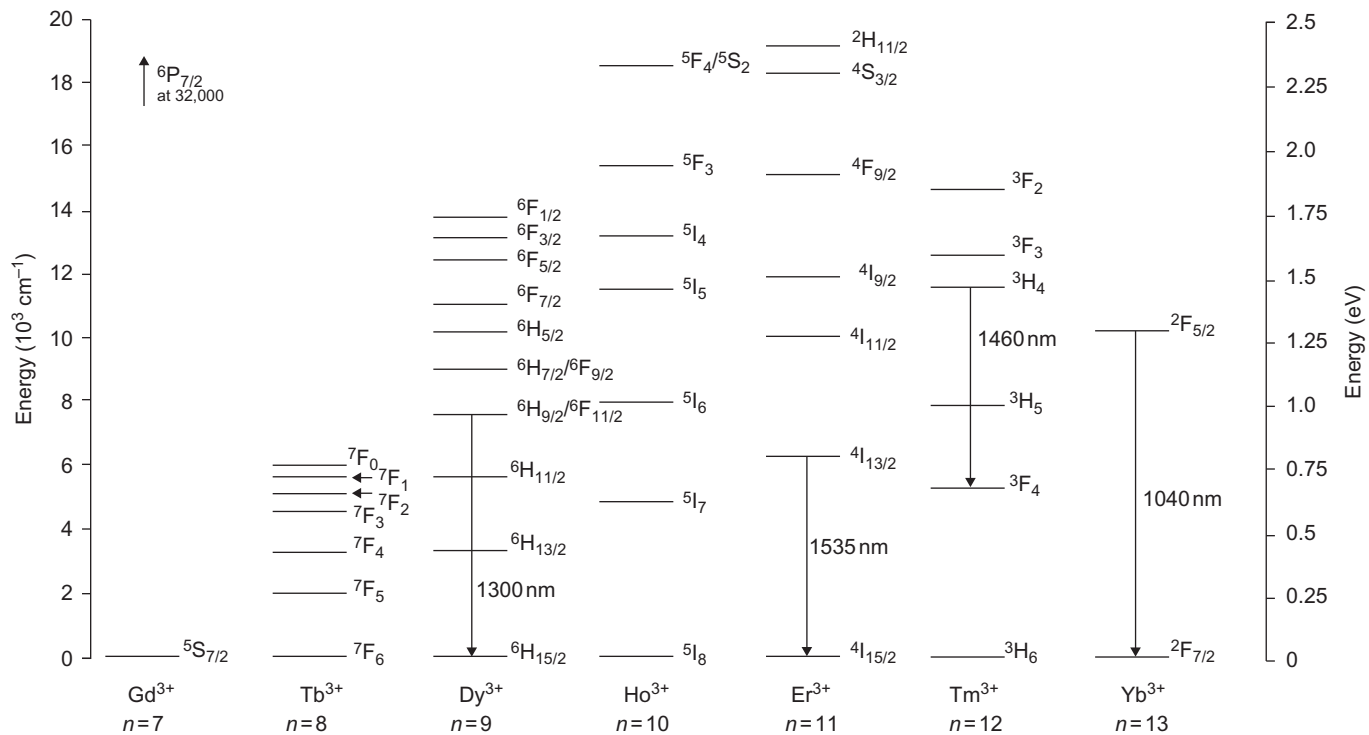 20
18
16
14
12
10
8
6
4
2
0
Energy (10³ cm⁻¹)
⁶P₇/₂
at 32,000
⁵S₇/₂
Gd³⁺
n=7
⁷F₀
⁷F₁
⁷F₂
⁷F₃
⁷F₄
⁷F₅
⁷F₆
Tb³⁺
n=8
⁶F₁/₂
⁶F₃/₂
⁶F₅/₂
⁶F₇/₂
⁶H₅/₂
⁶H₇/₂/⁶F₉/₂
⁶H₉/₂/⁶F₁₁/₂
⁶H₁₁/₂
⁶H₁₃/₂
1300 nm
⁶H₁₅/₂
Dy³⁺
n=9
⁵F₄/⁵S₂
⁵F₃
⁵I₄
⁵I₅
⁵I₆
⁵I₇
⁵I₈
Ho³⁺
n=10
²H₁₁/₂
⁴S₃/₂
⁴F₉/₂
⁴I₉/₂
⁴I₁₁/₂
⁴I₁₃/₂
1535 nm
⁴I₁₅/₂
Er³⁺
n=11
³F₂
³F₃
³H₄
1460 nm
³H₅
³F₄
³H₆
Tm³⁺
n=12
²F₅/₂
1040 nm
²F₇/₂
Yb³⁺
n=13
2.5
2.25
2.0
1.75
1.5
1.25
1.0
0.75
0.5
0.25
0
Energy (eV)